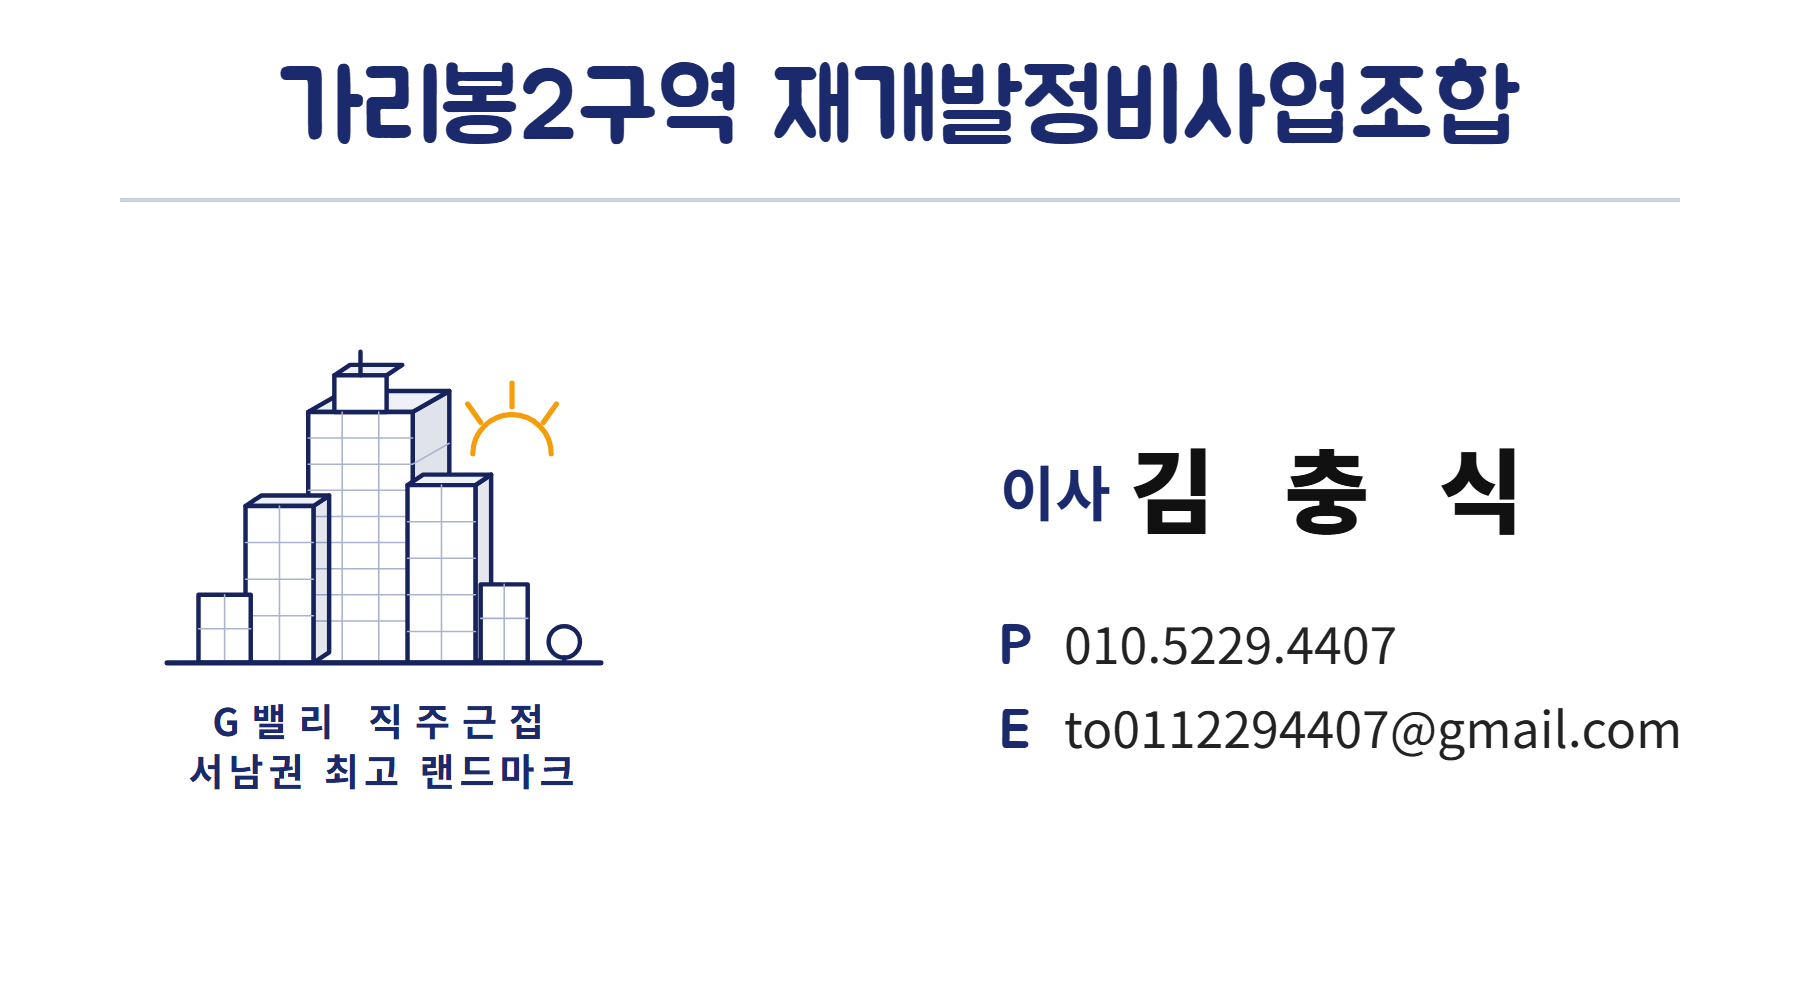 가리봉2구역 재개발정비사업조합
G밸리 직주근접
서남권 최고 랜드마크
이사 김 충 식
P 010.5229.4407
E to0112294407@gmail.com